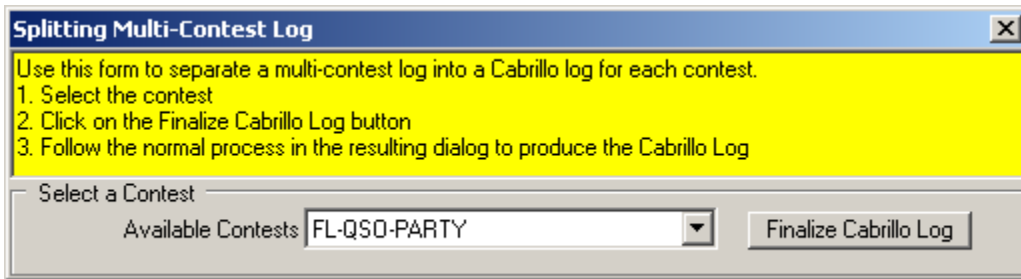 Splitting Multi-Contest Log
Use this form to separate a multi-contest log into a Cabrillo log for each contest.
1. Select the contest
2. Click on the Finalize Cabrillo Log button
3. Follow the normal process in the resulting dialog to produce the Cabrillo Log
Select a Contest
Available Contests FL-QSO-PARTY Finalize Cabrillo Log